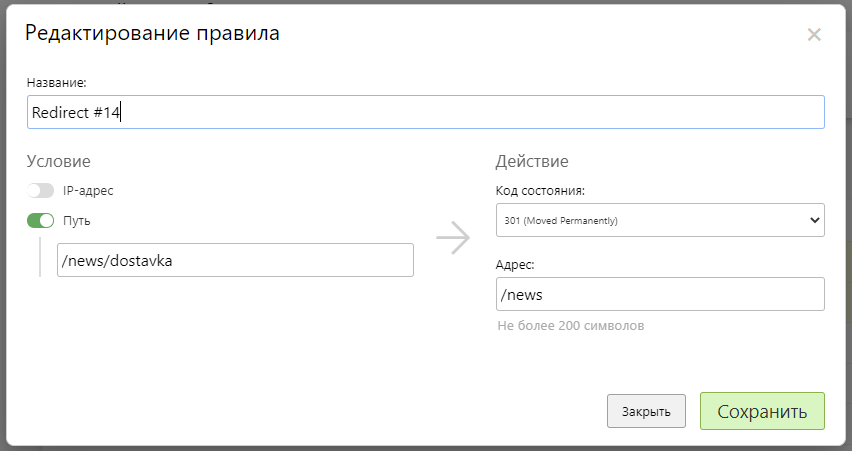 Редактирование правила
Название:
Redirect #14
Условие
IP-адрес
Путь
/news/dostavka
Действие
Код состояния:
301 (Moved Permanently)
Адрес:
/news
Не более 200 символов
Закрыть
Сохранить